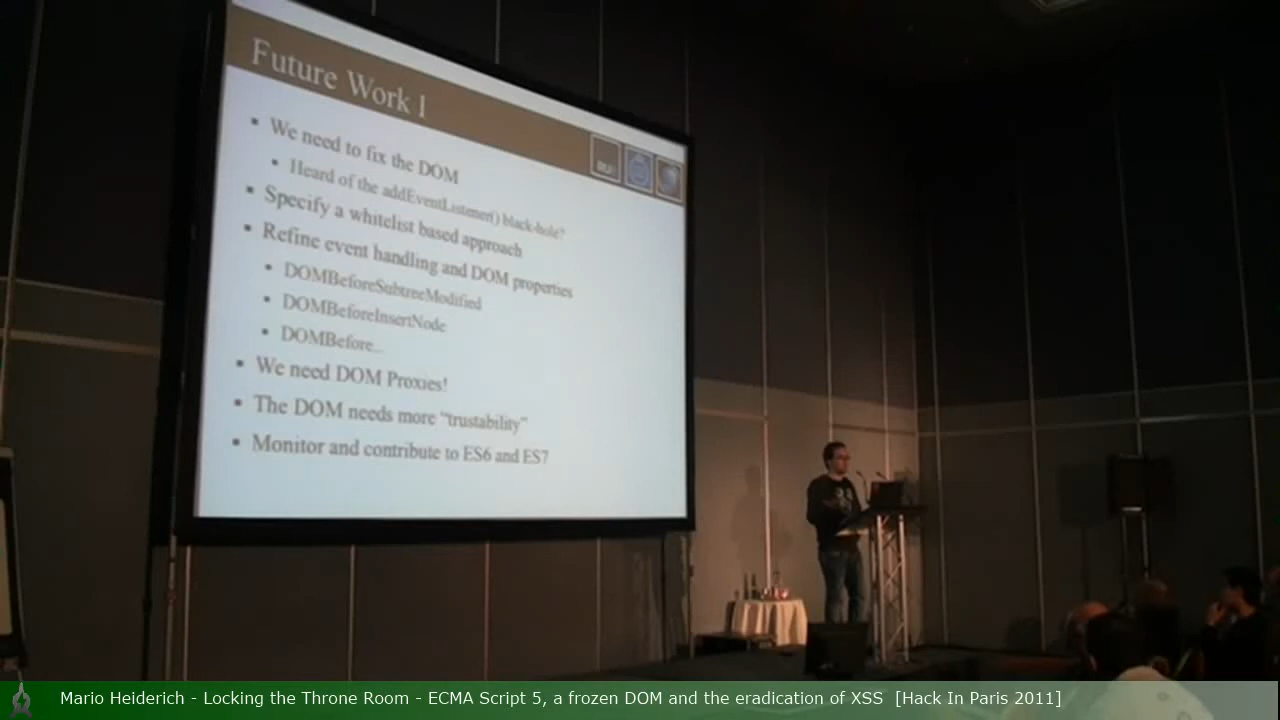 Future Work I
We need to fix the DOM
Heard of the addEventListener() black-hole?
Specify a whitelist based approach
Refine event handling and DOM properties
DOMBeforeSubtreeModified
DOMBeforeInsertNode
DOMBefore...
We need DOM Proxies!
The DOM needs more “trustability”
Monitor and contribute to ES6 and ES7
Mario Heiderich - Locking the Throne Room - ECMA Script 5, a frozen DOM and the eradication of XSS [Hack In Paris 2011]